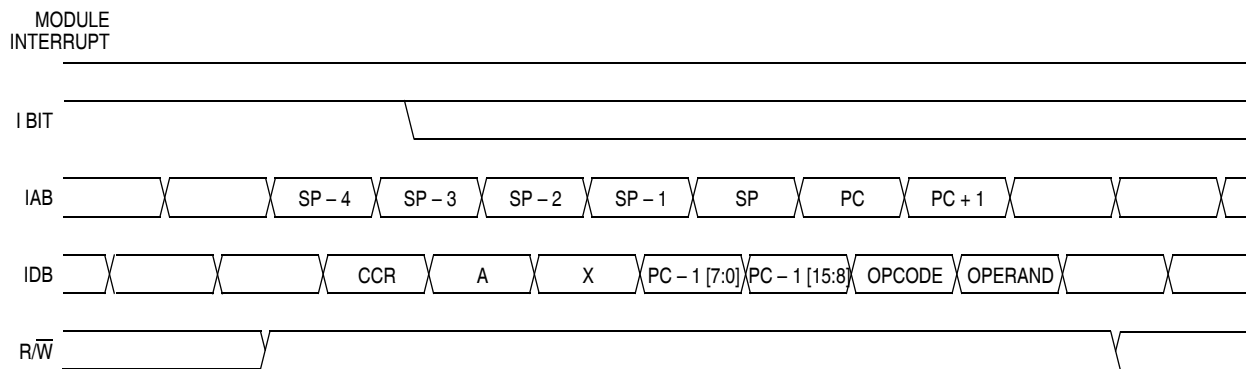 MODULE
INTERRUPT
I BIT
IAB SP – 4 SP – 3 SP – 2 SP – 1 SP PC PC + 1
IDB CCR A X PC – 1 [7:0] PC – 1 [15:8] OPCODE OPERAND
R/W̅